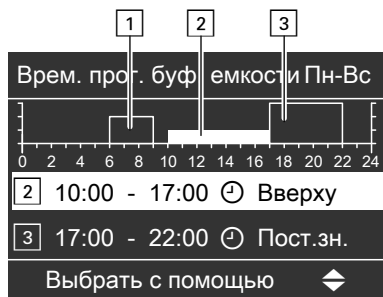 1 2 3
Врем. прог. буф емкости Пн-Вс
0 2 4 6 8 10 12 14 16 18 20 22 24
2 10:00 - 17:00 Вверху
3 17:00 - 22:00 Пост.зн.
Выбрать с помощью